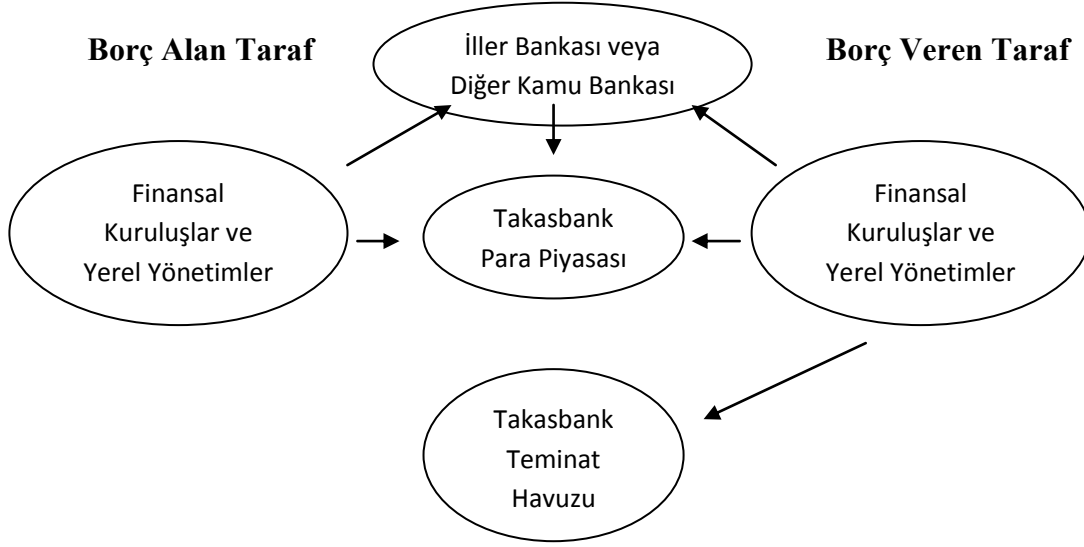 Borç Alan Taraf
İller Bankası veya
Diğer Kamu Bankası
Borç Veren Taraf
Finansal
Kuruluşlar ve
Yerel Yönetimler
Takasbank
Para Piyasası
Finansal
Kuruluşlar ve
Yerel Yönetimler
Takasbank
Teminat
Havuzu